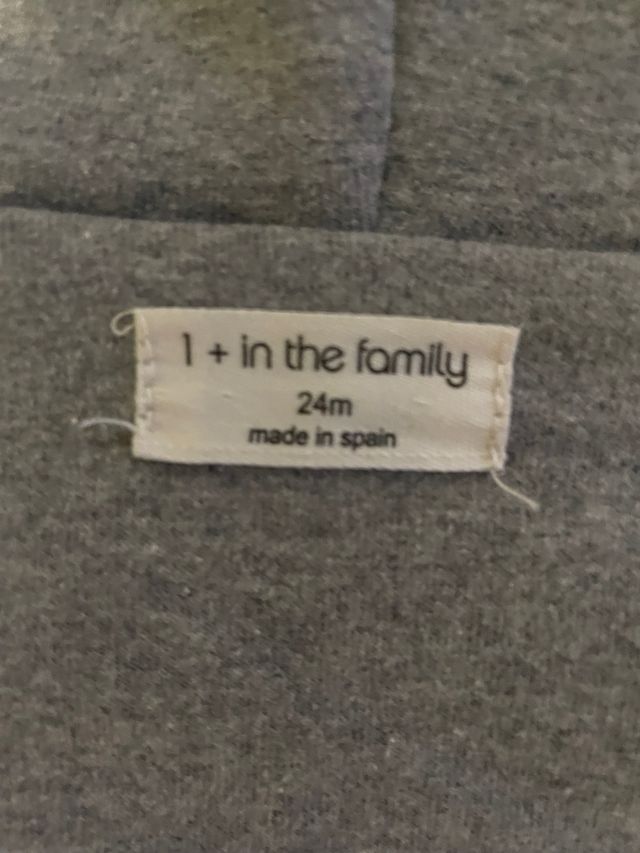 1 + in the family
24m
made in spain